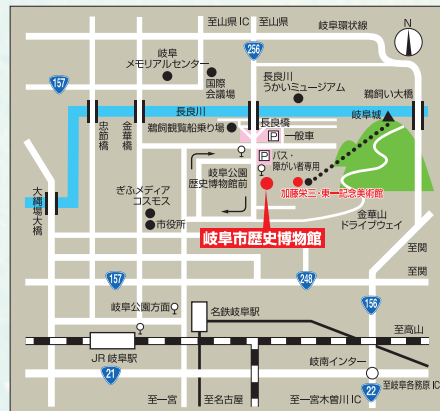 至山県IC
至山県
岐阜環状線
N
256
岐阜
メモリアルセンター
国際
会議場
長良川
うかいミュージアム
鵜飼い大橋
157
長良川
長良橋
岐阜城
忠節橋
金華橋
鵜飼観覧船乗り場
P 一般車
P バス・
障がい者専用
岐阜公園
歴史博物館前
加藤栄三・東一記念美術館
大縄場大橋
ぎふメディア
コスモス
市役所
金華山
ドライブウェイ
岐阜市歴史博物館
至関
至関
157
248
156
岐阜公園方面
名鉄岐阜駅
至高山
JR岐阜駅
岐南インター
21
22
至岐阜各務原IC
至一宮
至名古屋
至一宮木曽川IC